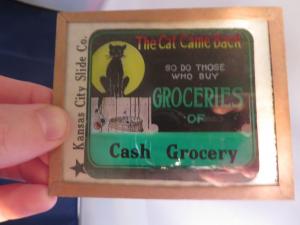 The Cat Came Back
SO DO THOSE
WHO BUY
GROCERIES
OF
Cash Grocery
Kansas City Slide Co.